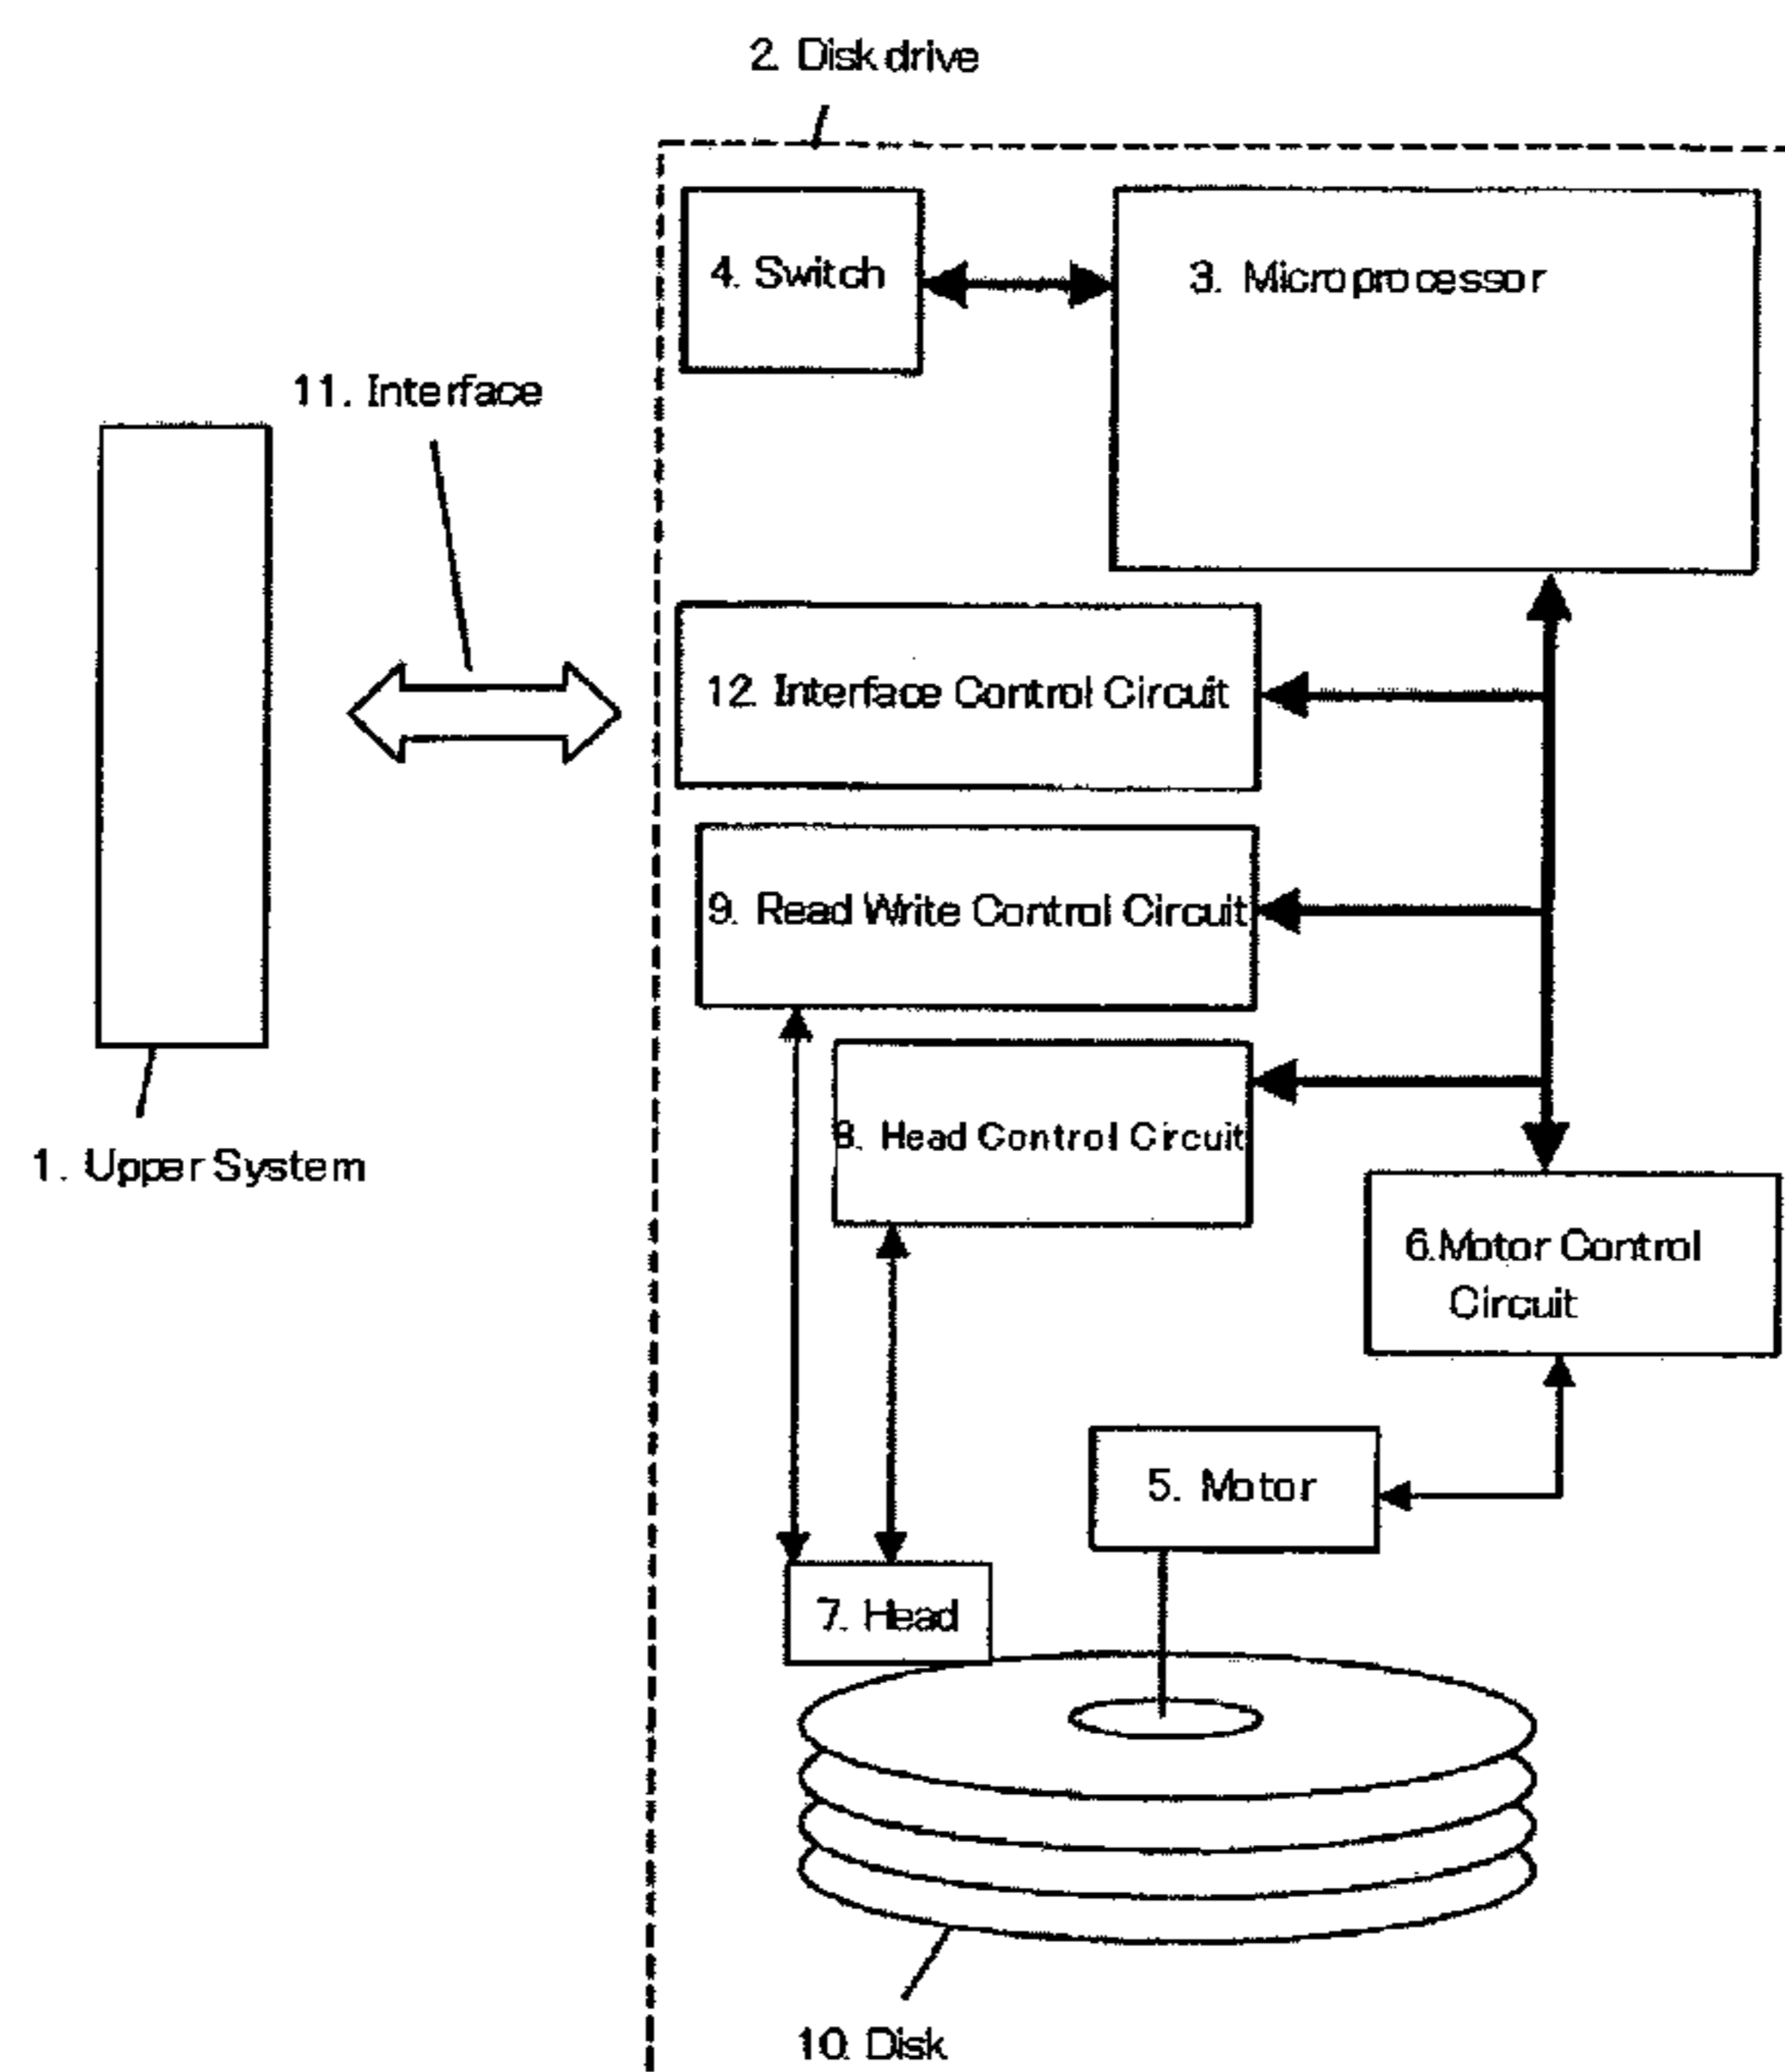 2. Disk drive
4. Switch
3. Microprocessor
11. Interface
12. Interface Control Circuit
9. Read Write Control Circuit
8. Head Control Circuit
1. Upper System
6.Motor Control
Circuit
5. Motor
7. Head
10. Disk